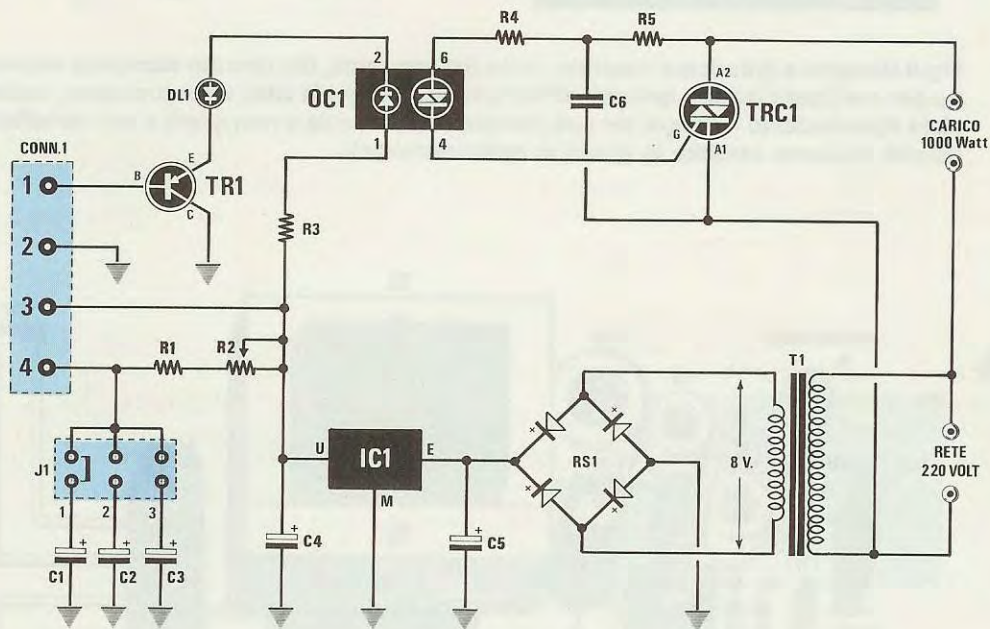 R4
R5
2
6
A2
DL1
OC1
C6
TRC1
G
A1
CARICO
1000 Watt
1
4
CONN.1
E
B
TR1
C
1
2
R3
3
4
R1
R2
T1
U
IC1
E
RS1
8 V.
RETE
220 VOLT
M
J1
1
2
3
+
C4
+
C5
+
C1
+
C2
+
C3